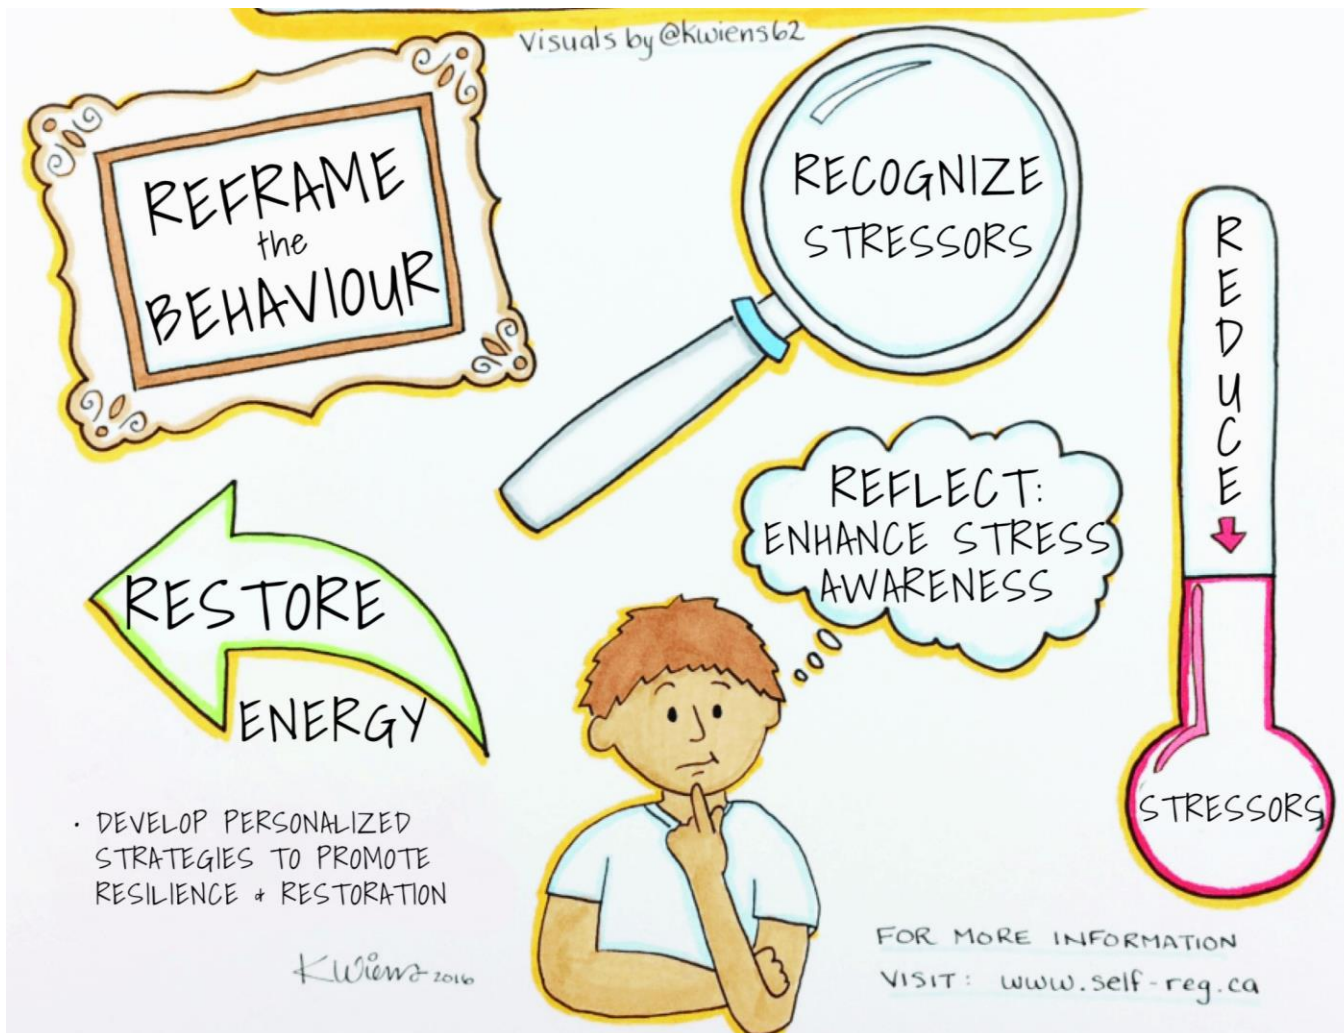 Visuals by @kwiens62
REFRAME
the
BEHAVIOUR
RECOGNIZE
STRESSORS
REDUCE
STRESSORS
REFLECT:
ENHANCE STRESS
AWARENESS
RESTORE
ENERGY
• DEVELOP PERSONALIZED
STRATEGIES TO PROMOTE
RESILIENCE & RESTORATION
KWiens 2016
FOR MORE INFORMATION
VISIT: www.self-reg.ca